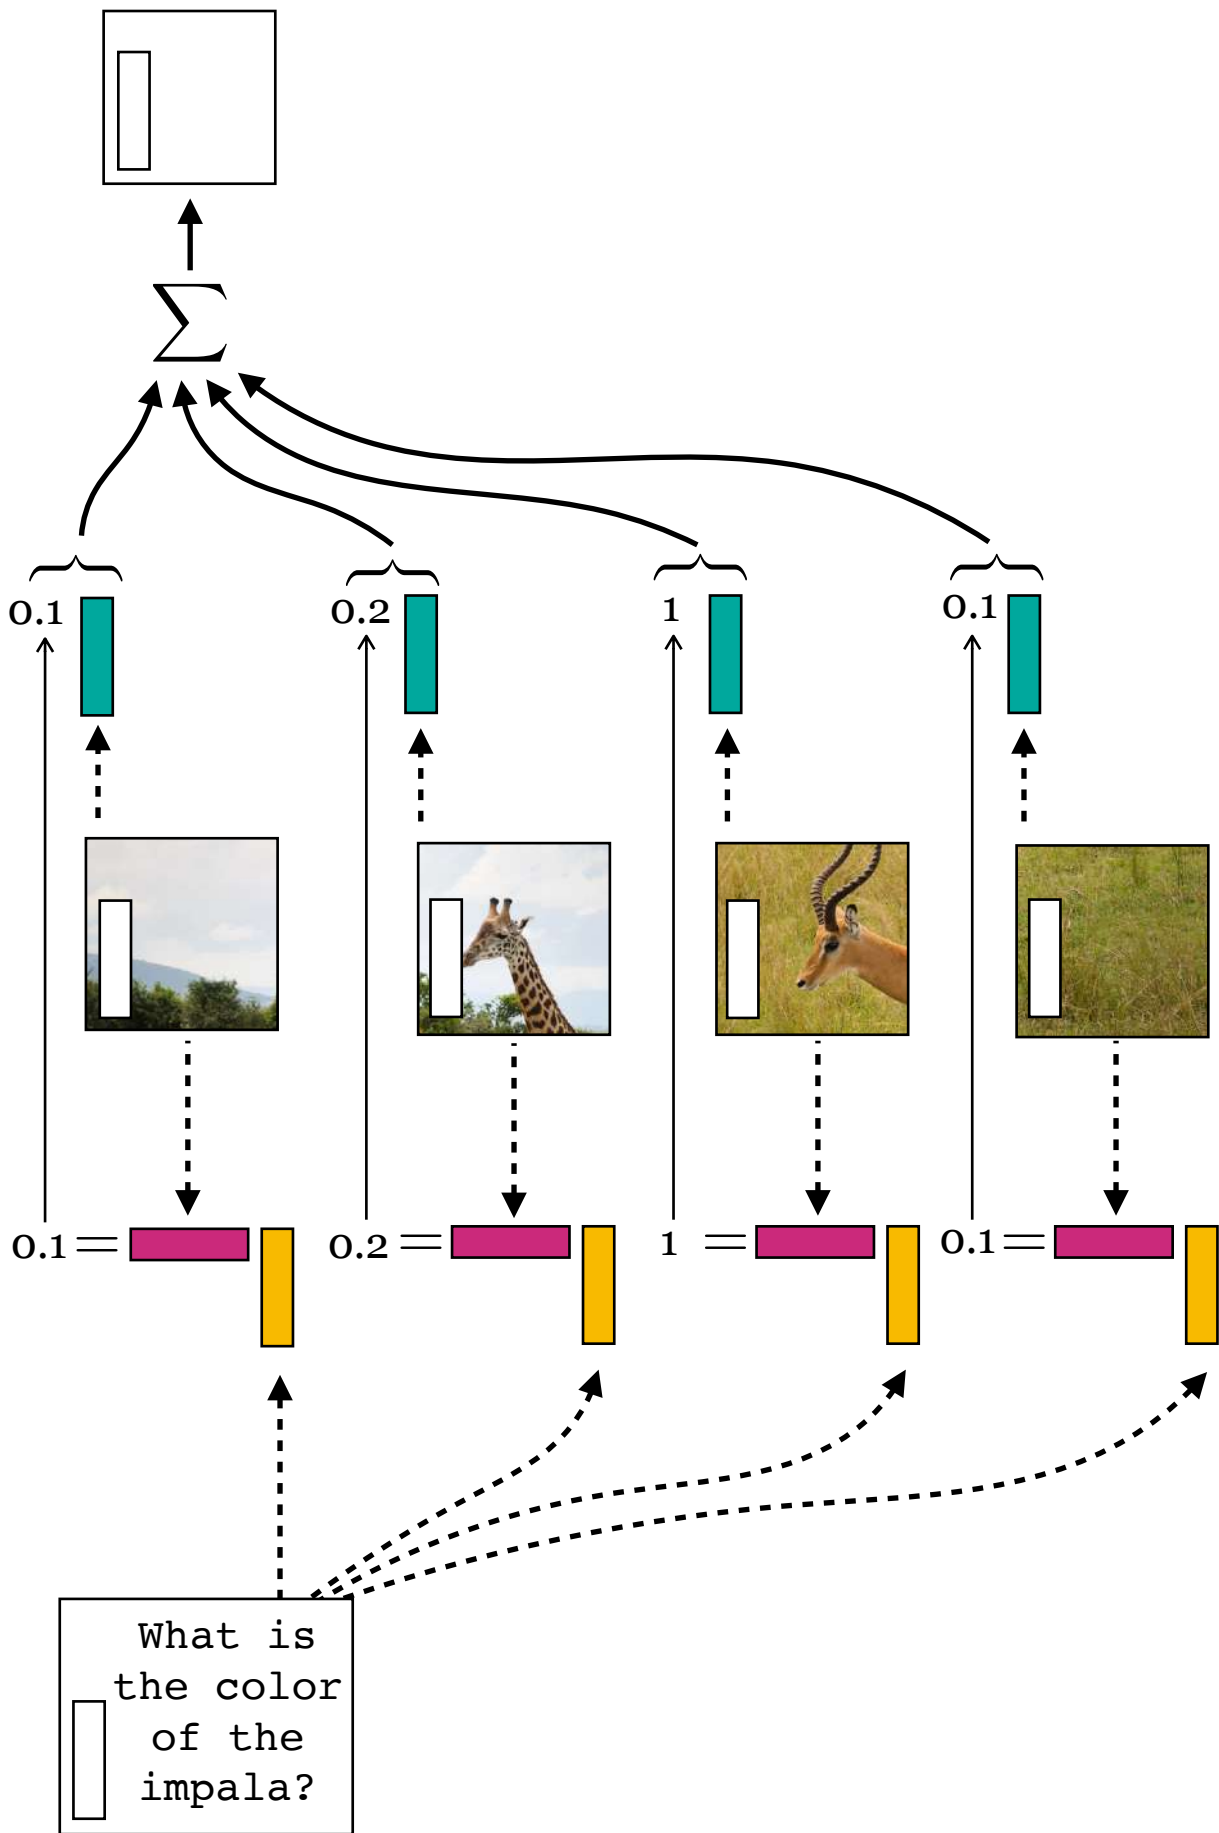 Σ
0.1
0.2
1
0.1
0.1 =
0.2 =
1 =
0.1 =
What is
the color
of the
impala?